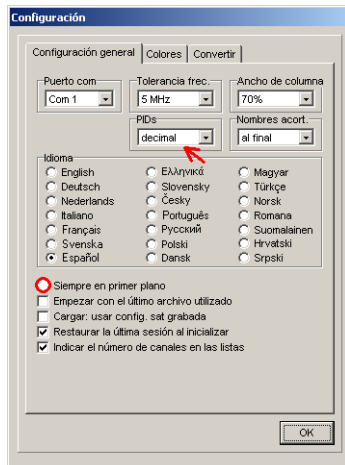 Configuración
Configuración general Colores Convertir
Puerto com Tolerancia frec. Ancho de columna
Com 1 5 MHz 70%
PIDs Nombres acort.
decimal al final
Idioma
English Ελληνικά Magyar
Deutsch Slovensky Türkçe
Nederlands Česky Norsk
Italiano Português Romana
Français Русский Suomalainen
Svenska Polski Hrvatski
Español Dansk Srpski
Siempre en primer plano
Empezar con el último archivo utilizado
Cargar: usar config. sat grabada
Restaurar la última sesión al inicializar
Indicar el número de canales en las listas
OK